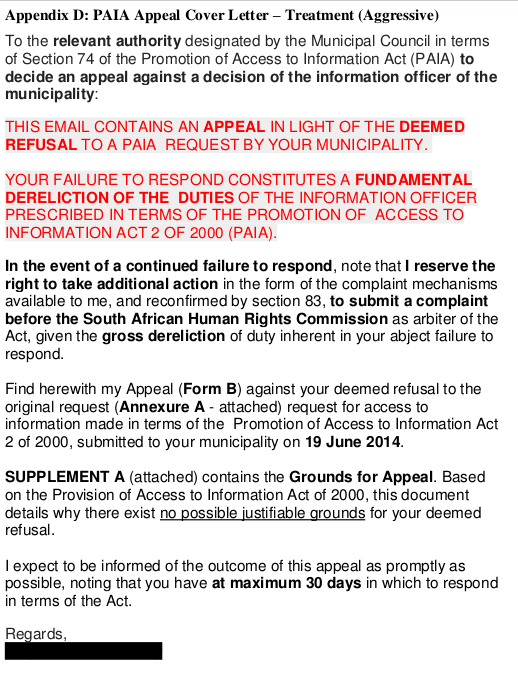 Appendix D: PAIA Appeal Cover Letter – Treatment (Aggressive)
To the relevant authority designated by the Municipal Council in terms
of Section 74 of the Promotion of Access to Information Act (PAIA) to
decide an appeal against a decision of the information officer of the
municipality:
THIS EMAIL CONTAINS AN APPEAL IN LIGHT OF THE DEEMED
REFUSAL TO A PAIA REQUEST BY YOUR MUNICIPALITY.
YOUR FAILURE TO RESPOND CONSTITUTES A FUNDAMENTAL
DERELICTION OF THE DUTIES OF THE INFORMATION OFFICER
PRESCRIBED IN TERMS OF THE PROMOTION OF ACCESS TO
INFORMATION ACT 2 OF 2000 (PAIA).
In the event of a continued failure to respond, note that I reserve the
right to take additional action in the form of the complaint mechanisms
available to me, and reconfirmed by section 83, to submit a complaint
before the South African Human Rights Commission as arbiter of the
Act, given the gross dereliction of duty inherent in your abject failure to
respond.
Find herewith my Appeal (Form B) against your deemed refusal to the
original request (Annexure A - attached) request for access to
information made in terms of the Promotion of Access to Information Act
2 of 2000, submitted to your municipality on 19 June 2014.
SUPPLEMENT A (attached) contains the Grounds for Appeal. Based
on the Provision of Access to Information Act of 2000, this document
details why there exist no possible justifiable grounds for your deemed
refusal.
I expect to be informed of the outcome of this appeal as promptly as
possible, noting that you have at maximum 30 days in which to respond
in terms of the Act.
Regards,